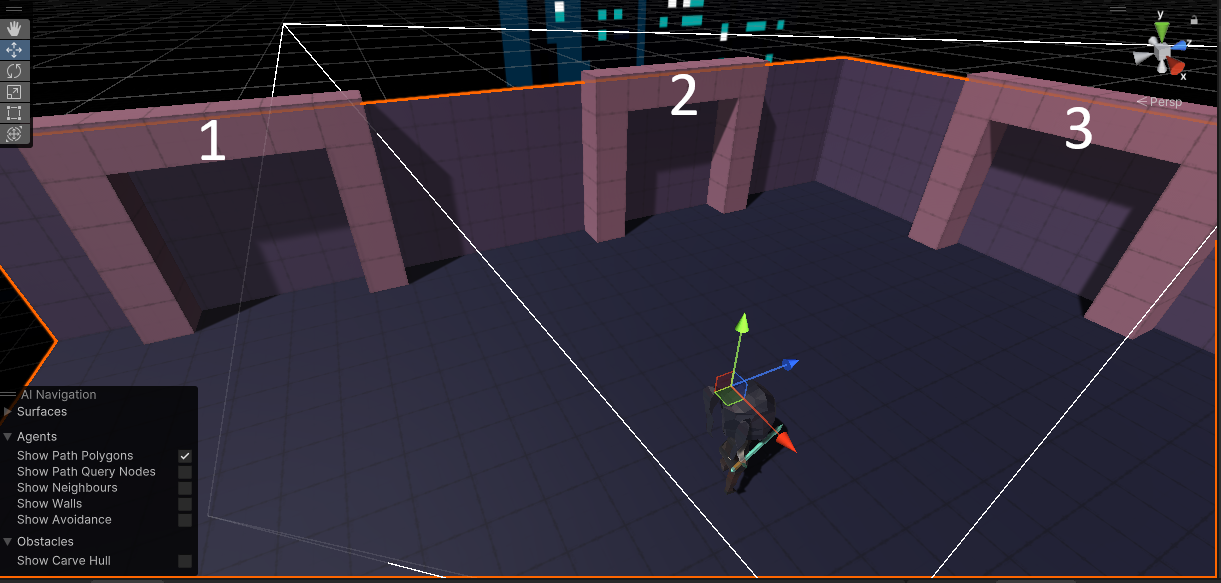 y
z
x
Persp
1
2
3
AI Navigation
Surfaces
Agents
Show Path Polygons
Show Path Query Nodes
Show Neighbours
Show Walls
Show Avoidance
Obstacles
Show Carve Hull